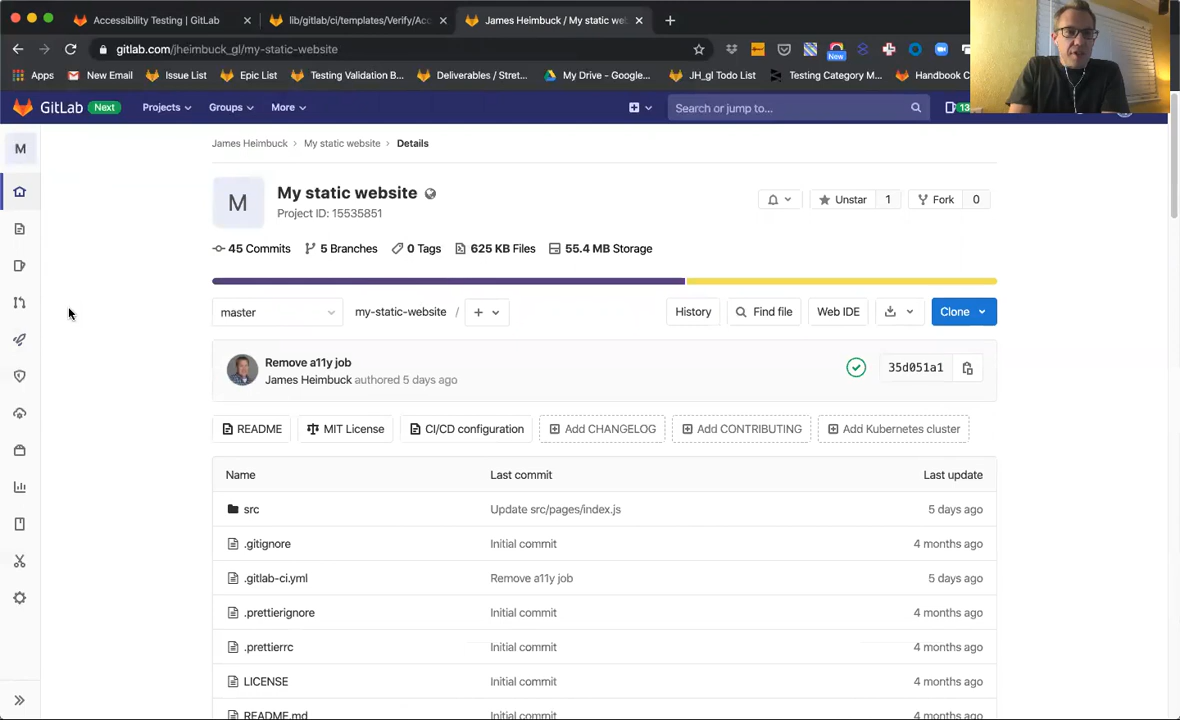 Accessibility Testing | GitLab
lib/gitlab/ci/templates/Verify/Acc
James Heimbuck / My static web
gitlab.com/jheimbuck_gl/my-static-website
New
Apps
New Email
Issue List
Epic List
Testing Validation B...
Deliverables / Stret...
My Drive - Google...
JH_gl Todo List
Testing Category M...
Handbook C
GitLab
Next
Projects
Groups
More
Search or jump to...
13
M
James Heimbuck > My static website > Details
M
My static website
Project ID: 15535851
Unstar
1
Fork
0
45 Commits
5 Branches
0 Tags
625 KB Files
55.4 MB Storage
master
my-static-website /
+
History
Find file
Web IDE
Clone
Remove a11y job
James Heimbuck authored 5 days ago
35d051a1
README
MIT License
CI/CD configuration
Add CHANGELOG
Add CONTRIBUTING
Add Kubernetes cluster
Name
Last commit
Last update
src
Update src/pages/index.js
5 days ago
.gitignore
Initial commit
4 months ago
.gitlab-ci.yml
Remove a11y job
5 days ago
.prettierignore
Initial commit
4 months ago
.prettierrc
Initial commit
4 months ago
LICENSE
Initial commit
4 months ago
README.md
Initial commit
4 months ago